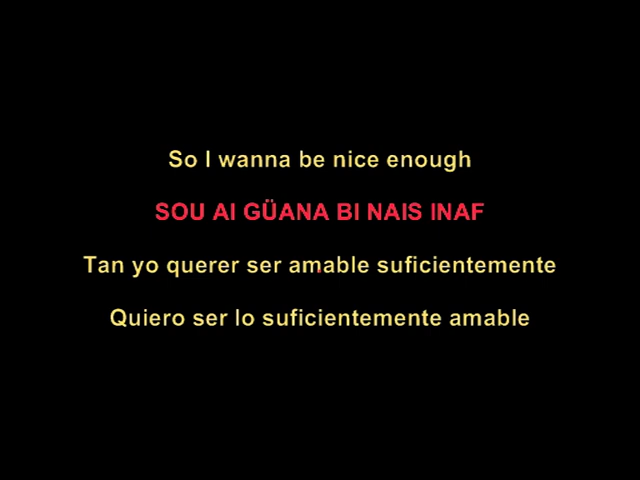 So I wanna be nice enough
SOU AI GÜANA BI NAIS INAF
Tan yo querer ser amable suficientemente
Quiero ser lo suficientemente amable